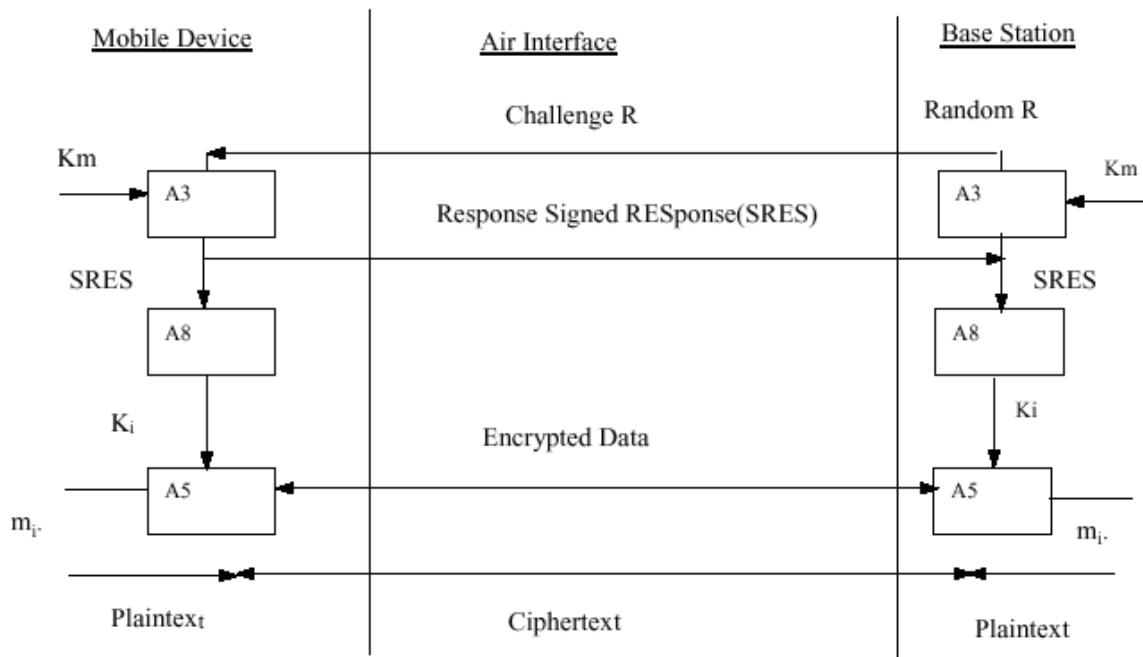 Mobile Device
Air Interface
Base Station
Challenge R
Random R
Km
Km
A3
A3
Response Signed RESponse(SRES)
SRES
SRES
A8
A8
Ki
Ki
Encrypted Data
A5
A5
mi.
mi.
Plaintext
Ciphertext
Plaintext